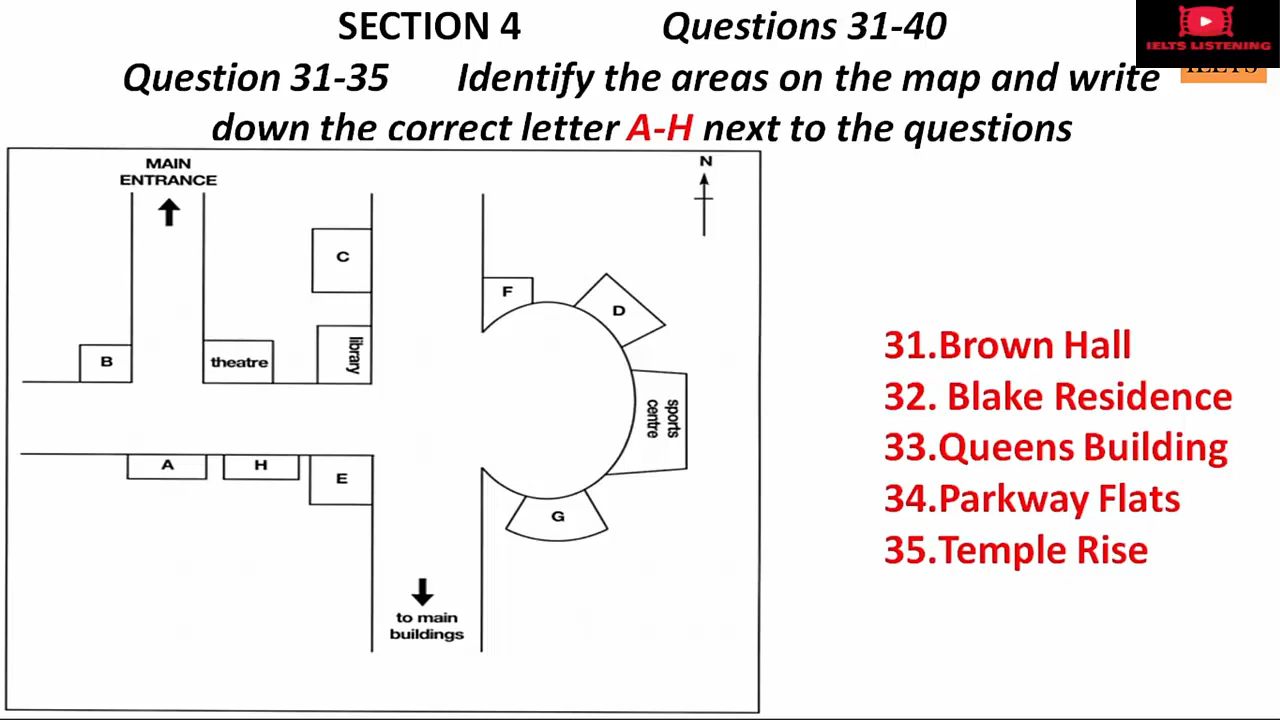 SECTION 4 Questions 31-40
IELTS LISTENING
Question 31-35 Identify the areas on the map and write
down the correct letter A-H next to the questions
MAIN
ENTRANCE
N
C
F
D
B
theatre
library
sports
centre
A
H
E
G
to main
buildings
31.Brown Hall
32. Blake Residence
33.Queens Building
34.Parkway Flats
35.Temple Rise